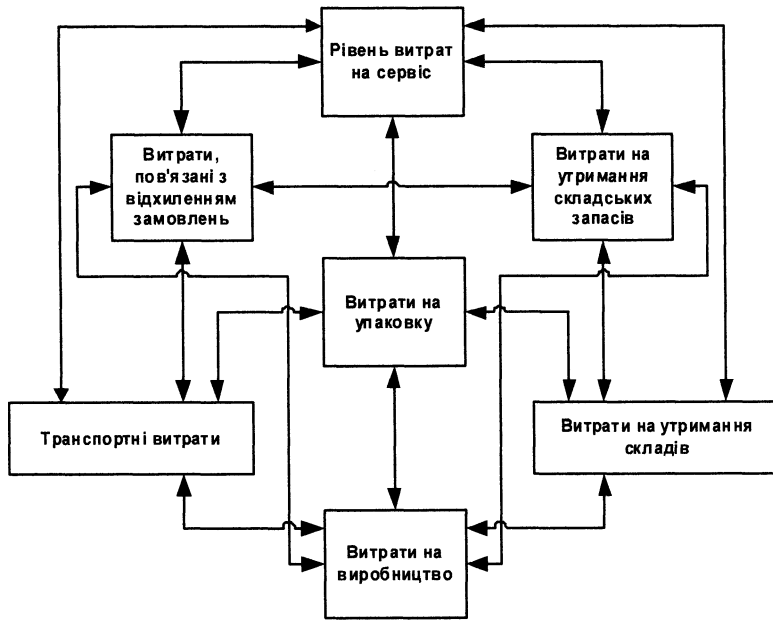 Рівень витрат
на сервіс
Витрати,
пов'язані з
відхиленням
замовлень
Витрати на
утримання
складських
запасів
Витрати на
упаковку
Транспортні витрати
Витрати на утримання
складів
Витрати на
виробництво